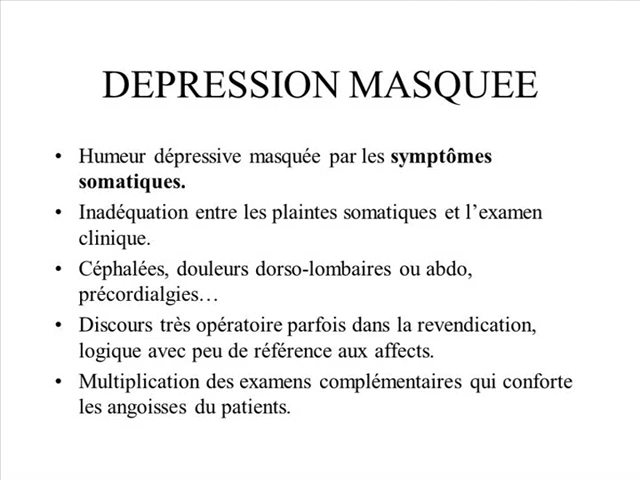 DEPRESSION MASQUEE
• Humeur dépressive masquée par les symptômes
somatiques.
• Inadéquation entre les plaintes somatiques et l’examen
clinique.
• Céphalées, douleurs dorso-lombaires ou abdo,
précordialgies…
• Discours très opératoire parfois dans la revendication,
logique avec peu de référence aux affects.
• Multiplication des examens complémentaires qui conforte
les angoisses du patients.